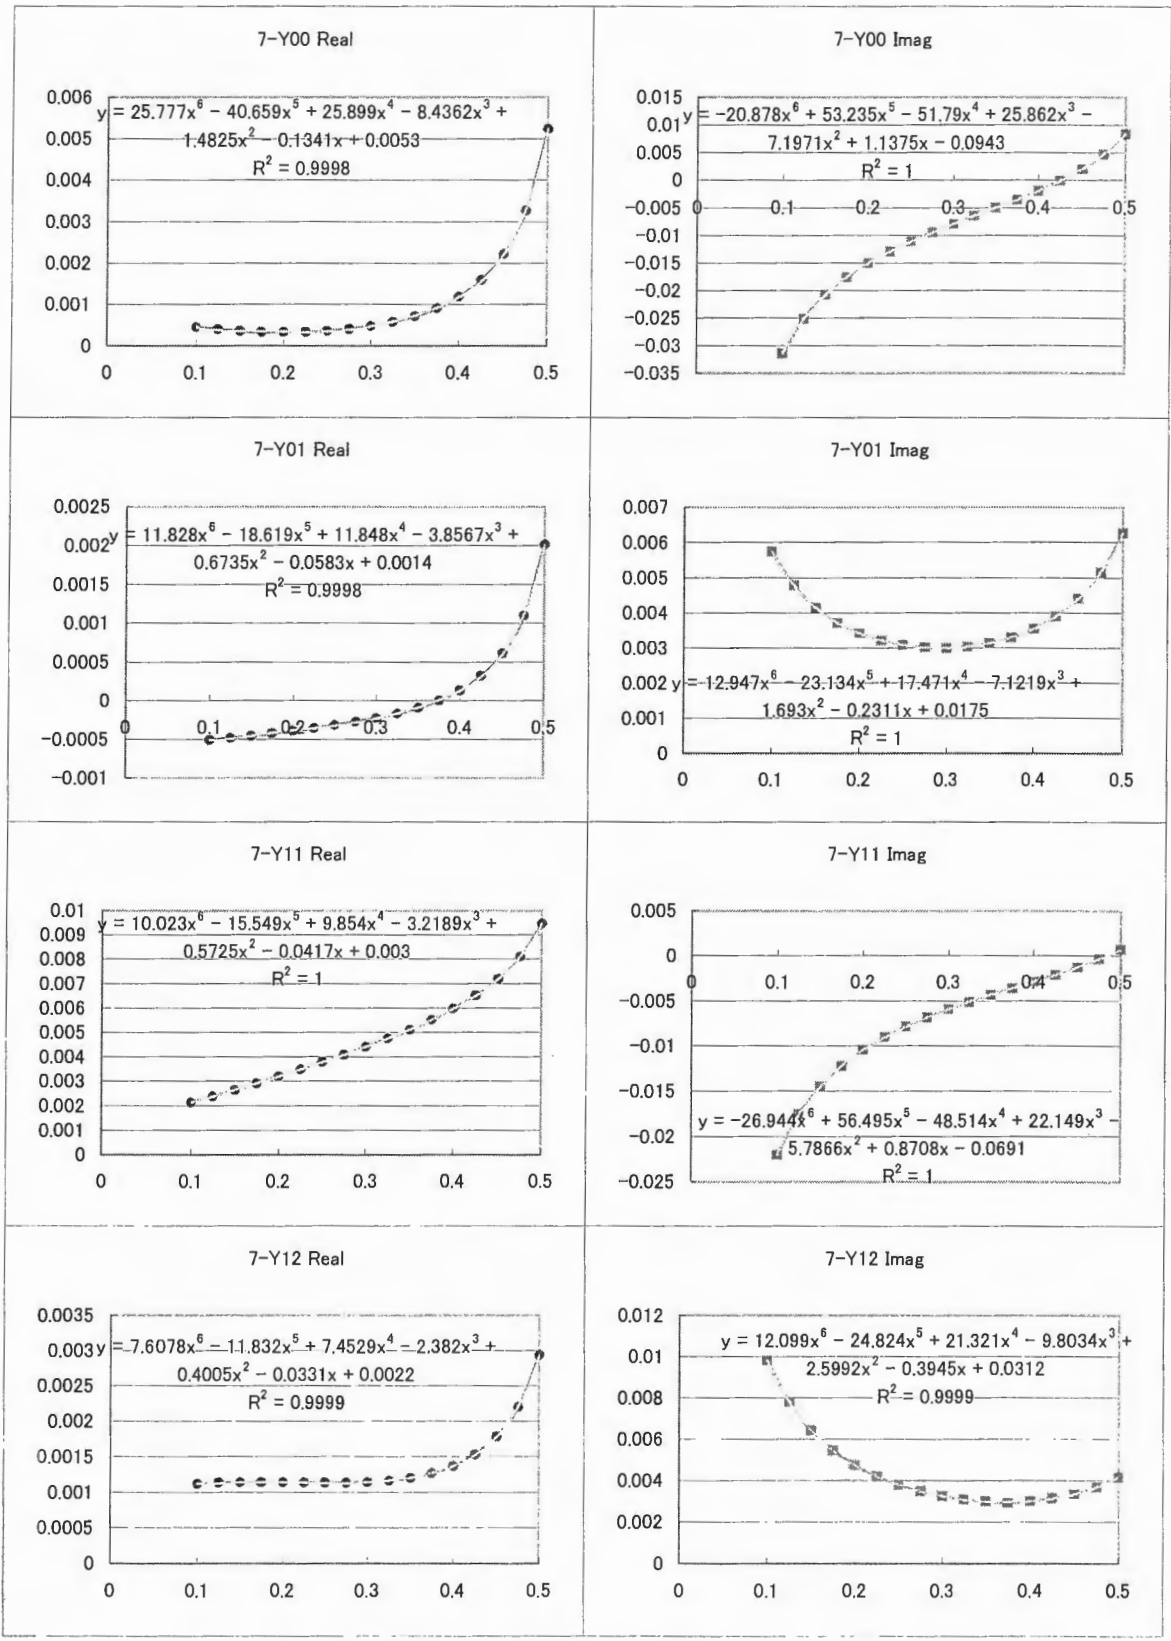 7-Y00 Real
0.006
y = 25.777x⁶ − 40.659x⁵ + 25.899x⁴ − 8.4362x³ +
0.005
1.4825x² − 0.1341x + 0.0053
R² = 0.9998
0.004
0.003
0.002
0.001
0
0 0.1 0.2 0.3 0.4 0.5
7-Y00 Imag
0.015
y = −20.878x⁶ + 53.235x⁵ − 51.79x⁴ + 25.862x³ −
0.01
7.1971x² + 1.1375x − 0.0943
0.005
R² = 1
0
−0.005
0 0.1 0.2 0.3 0.4 0.5
−0.01
−0.015
−0.02
−0.025
−0.03
−0.035
7-Y01 Real
0.0025
y = 11.828x⁶ − 18.619x⁵ + 11.848x⁴ − 3.8567x³ +
0.002
0.6735x² − 0.0583x + 0.0014
0.0015
R² = 0.9998
0.001
0.0005
0
0 0.1 0.2 0.3 0.4 0.5
−0.0005
−0.001
7-Y01 Imag
0.007
0.006
0.005
0.004
0.003
0.002
y = 12.947x⁶ − 23.134x⁵ + 17.471x⁴ − 7.1219x³ +
1.693x² − 0.2311x + 0.0175
0.001
R² = 1
0
0 0.1 0.2 0.3 0.4 0.5
7-Y11 Real
0.01
y = 10.023x⁶ − 15.549x⁵ + 9.854x⁴ − 3.2189x³ +
0.009
0.5725x² − 0.0417x + 0.003
0.008
R² = 1
0.007
0.006
0.005
0.004
0.003
0.002
0.001
0
0 0.1 0.2 0.3 0.4 0.5
7-Y11 Imag
0.005
0
0 0.1 0.2 0.3 0.4 0.5
−0.005
−0.01
−0.015
y = −26.944x⁶ + 56.495x⁵ − 48.514x⁴ + 22.149x³ −
−0.02
5.7866x² + 0.8708x − 0.0691
R² = 1
−0.025
7-Y12 Real
0.0035
y = 7.6078x⁶ − 11.832x⁵ + 7.4529x⁴ − 2.382x³ +
0.003
0.4005x² − 0.0331x + 0.0022
0.0025
R² = 0.9999
0.002
0.0015
0.001
0.0005
0
0 0.1 0.2 0.3 0.4 0.5
7-Y12 Imag
0.012
y = 12.099x⁶ − 24.824x⁵ + 21.321x⁴ − 9.8034x³ +
0.01
2.5992x² − 0.3945x + 0.0312
R² = 0.9999
0.008
0.006
0.004
0.002
0
0 0.1 0.2 0.3 0.4 0.5